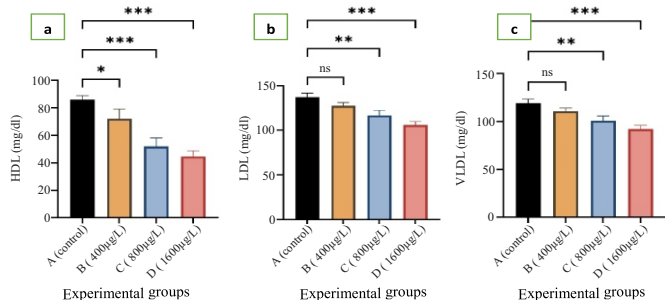 a
***
***
*
HDL (mg/dl)
100
80
60
40
20
0
A (control)
B ( 400µg/L)
C ( 800µg/L)
D ( 1600µg/L)
Experimental groups
b
***
**
ns
LDL (mg/dl)
150
100
50
0
A (control)
B ( 400µg/L)
C ( 800µg/L)
D ( 1600µg/L)
Experimental groups
c
***
**
ns
VLDL (mg/dl)
150
100
50
0
A (control)
B ( 400µg/L)
C ( 800µg/L)
D ( 1600µg/L)
Experimental groups